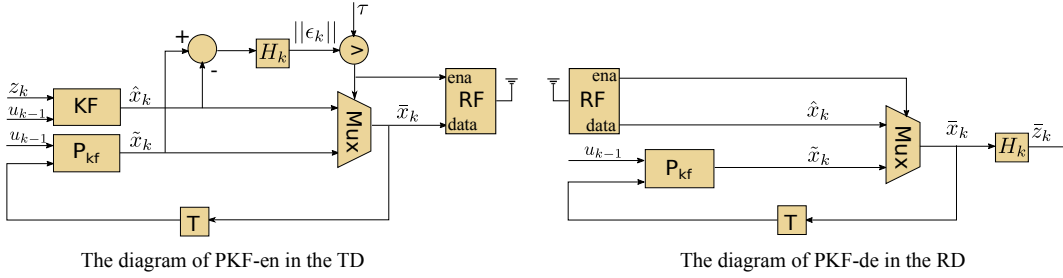 τ
+
-
H_k
||ϵ_k||
>
z̃_k
u_{k−1}
KF
x̂_k
u_{k−1}
P_kf
x̃_k
Mux
x̄_k
ena
RF
data
T
The diagram of PKF-en in the TD
ena
RF
data
x̂_k
u_{k−1}
P_kf
x̃_k
Mux
x̄_k
H_k
z̄_k
T
The diagram of PKF-de in the RD